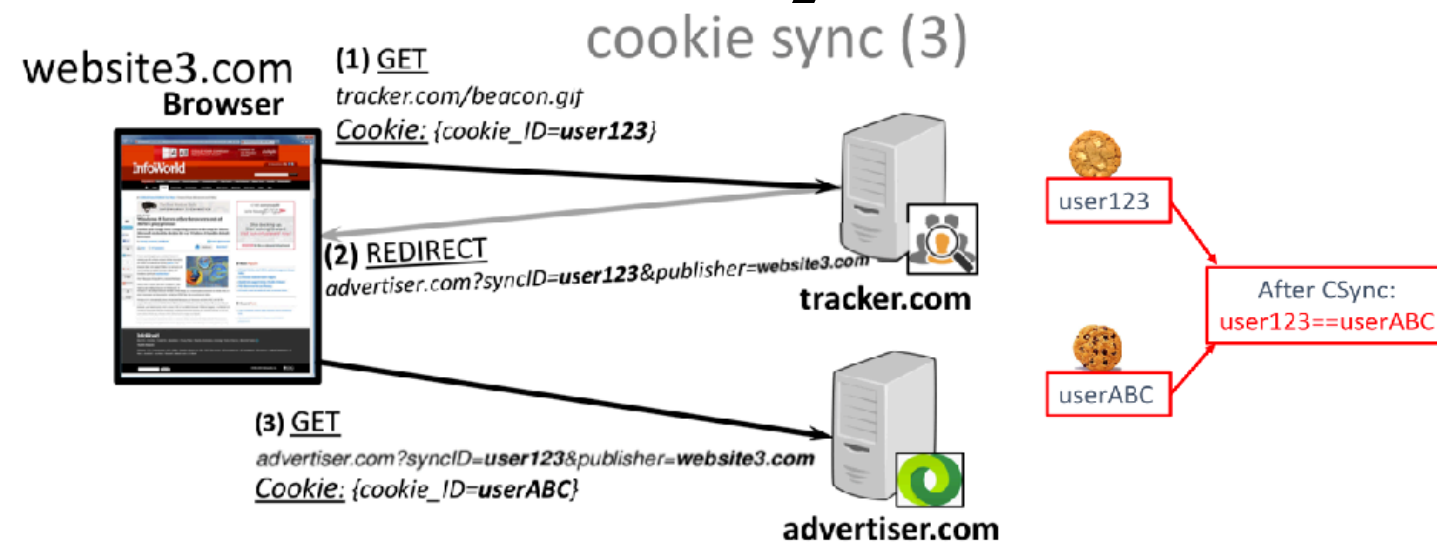 cookie sync (3)
website3.com
Browser
(1) GET
tracker.com/beacon.gif
Cookie: {cookie_ID=user123}
InfoWorld
(2) REDIRECT
advertiser.com?syncID=user123&publisher=website3.com
tracker.com
(3) GET
advertiser.com?syncID=user123&publisher=website3.com
Cookie: {cookie_ID=userABC}
advertiser.com
user123
userABC
After CSync:
user123==userABC